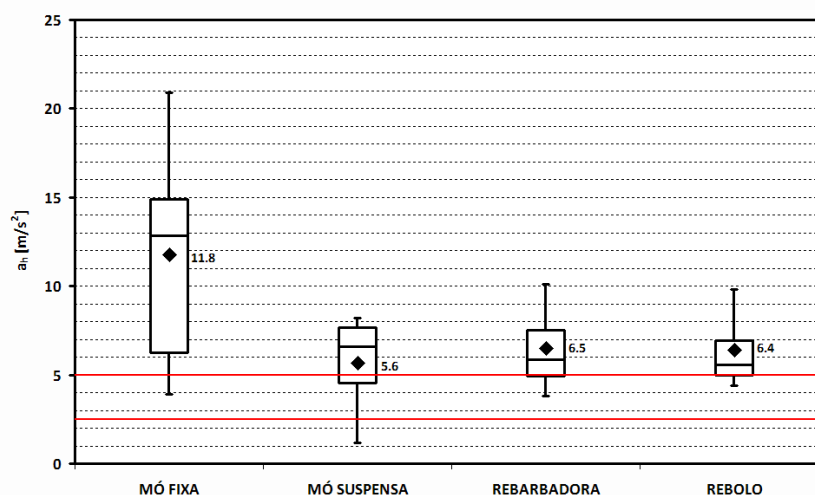 25
20
15
10
5
0
aₕ [m/s²]
11.8
5.6
6.5
6.4
MÓ FIXA
MÓ SUSPENSA
REBARBADORA
REBOLO